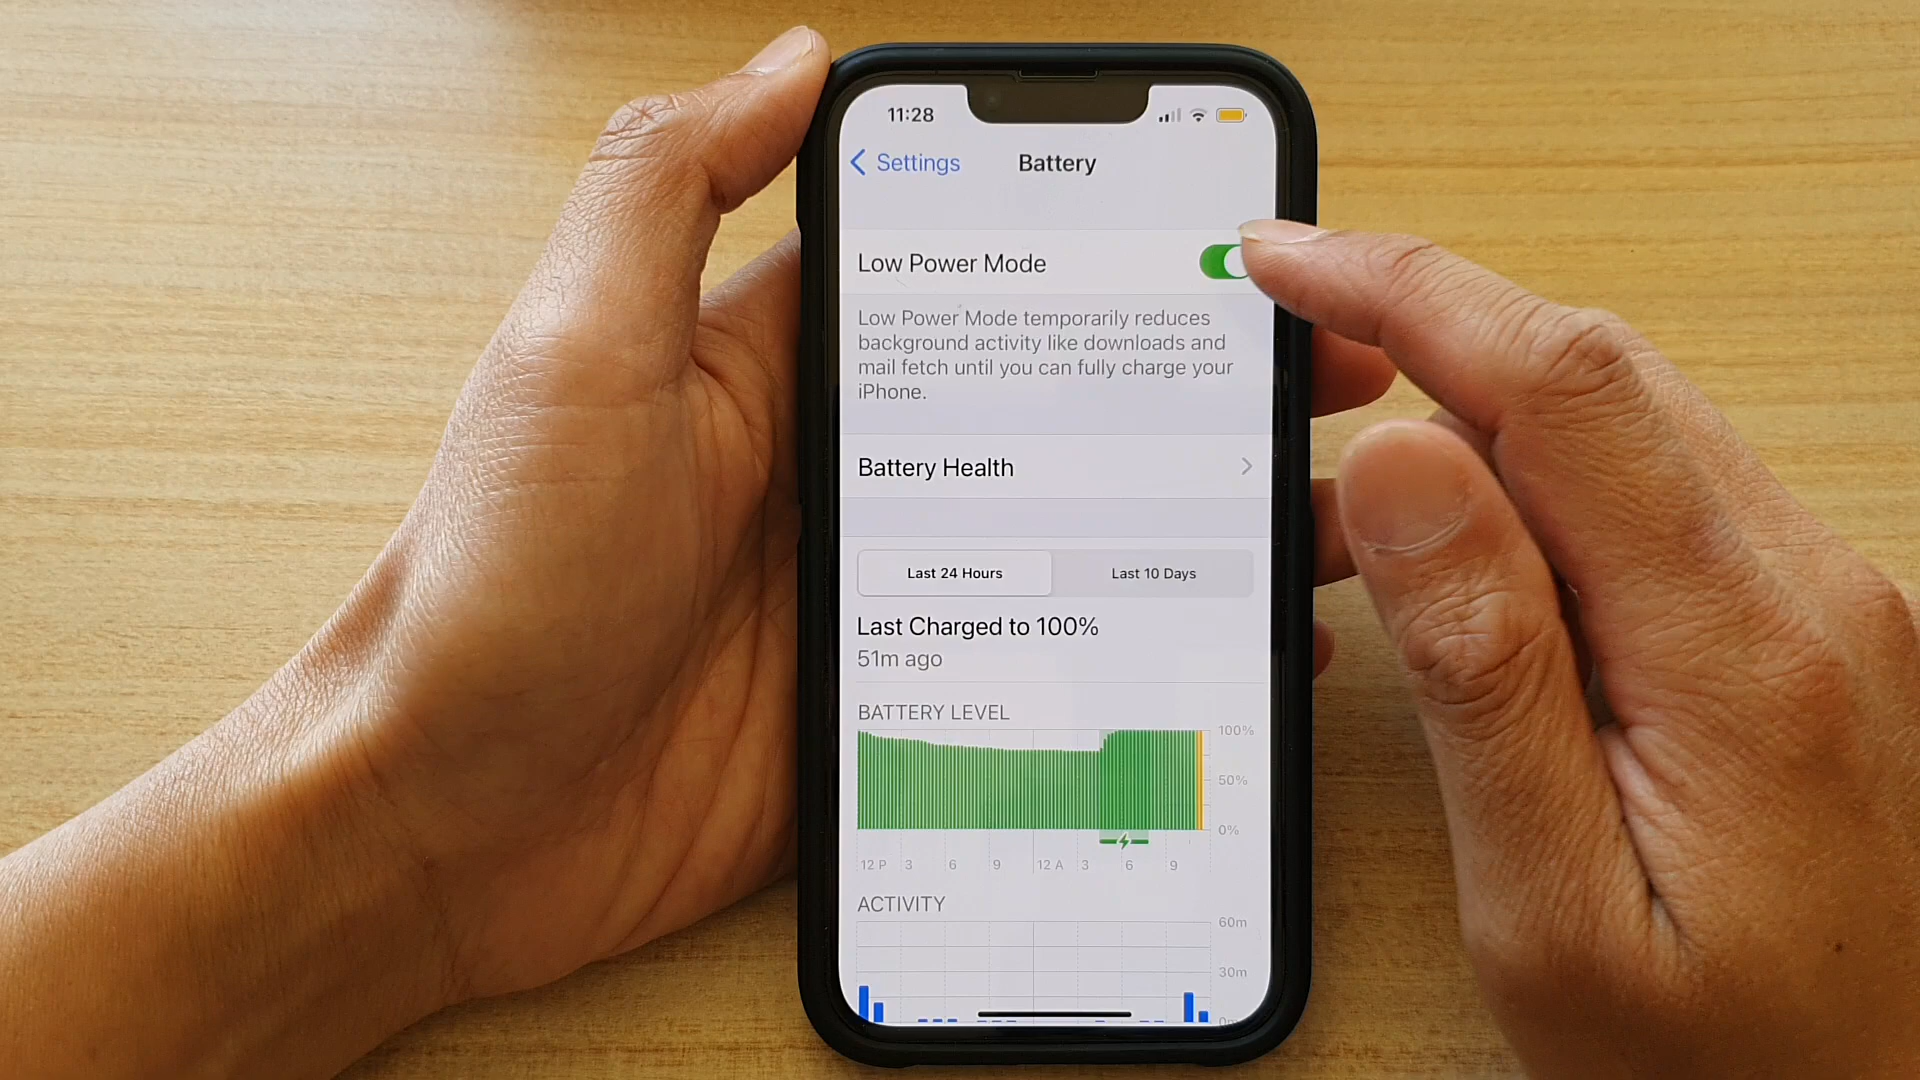 11:28
Settings
Battery
Low Power Mode
Low Power Mode temporarily reduces
background activity like downloads and
mail fetch until you can fully charge your
iPhone.
Battery Health
Last 24 Hours
Last 10 Days
Last Charged to 100%
51m ago
BATTERY LEVEL
100%
50%
0%
12 P 3 6 9 12 A 3 6 9
ACTIVITY
60m
30m
0m